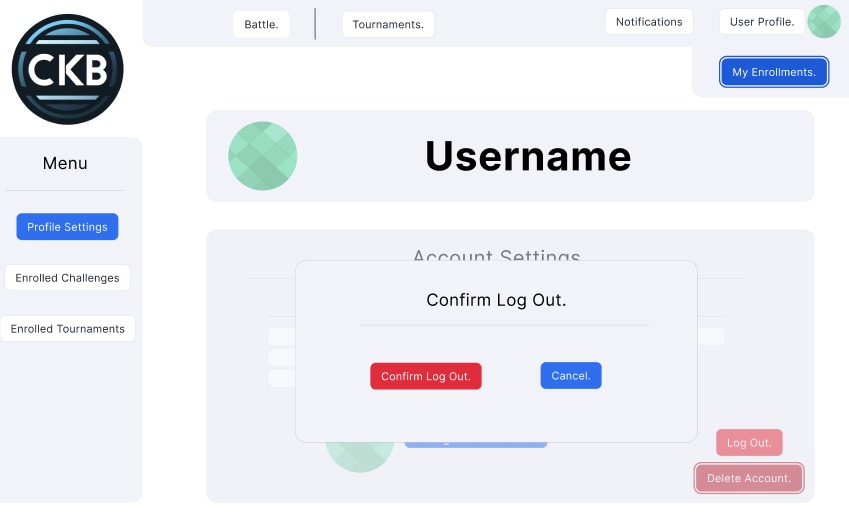 Battle.
Tournaments.
Notifications
User Profile.
My Enrollments.
CKB
Menu
Profile Settings
Enrolled Challenges
Enrolled Tournaments
Username
Account Settings
Confirm Log Out.
Confirm Log Out.
Cancel.
Log Out.
Delete Account.